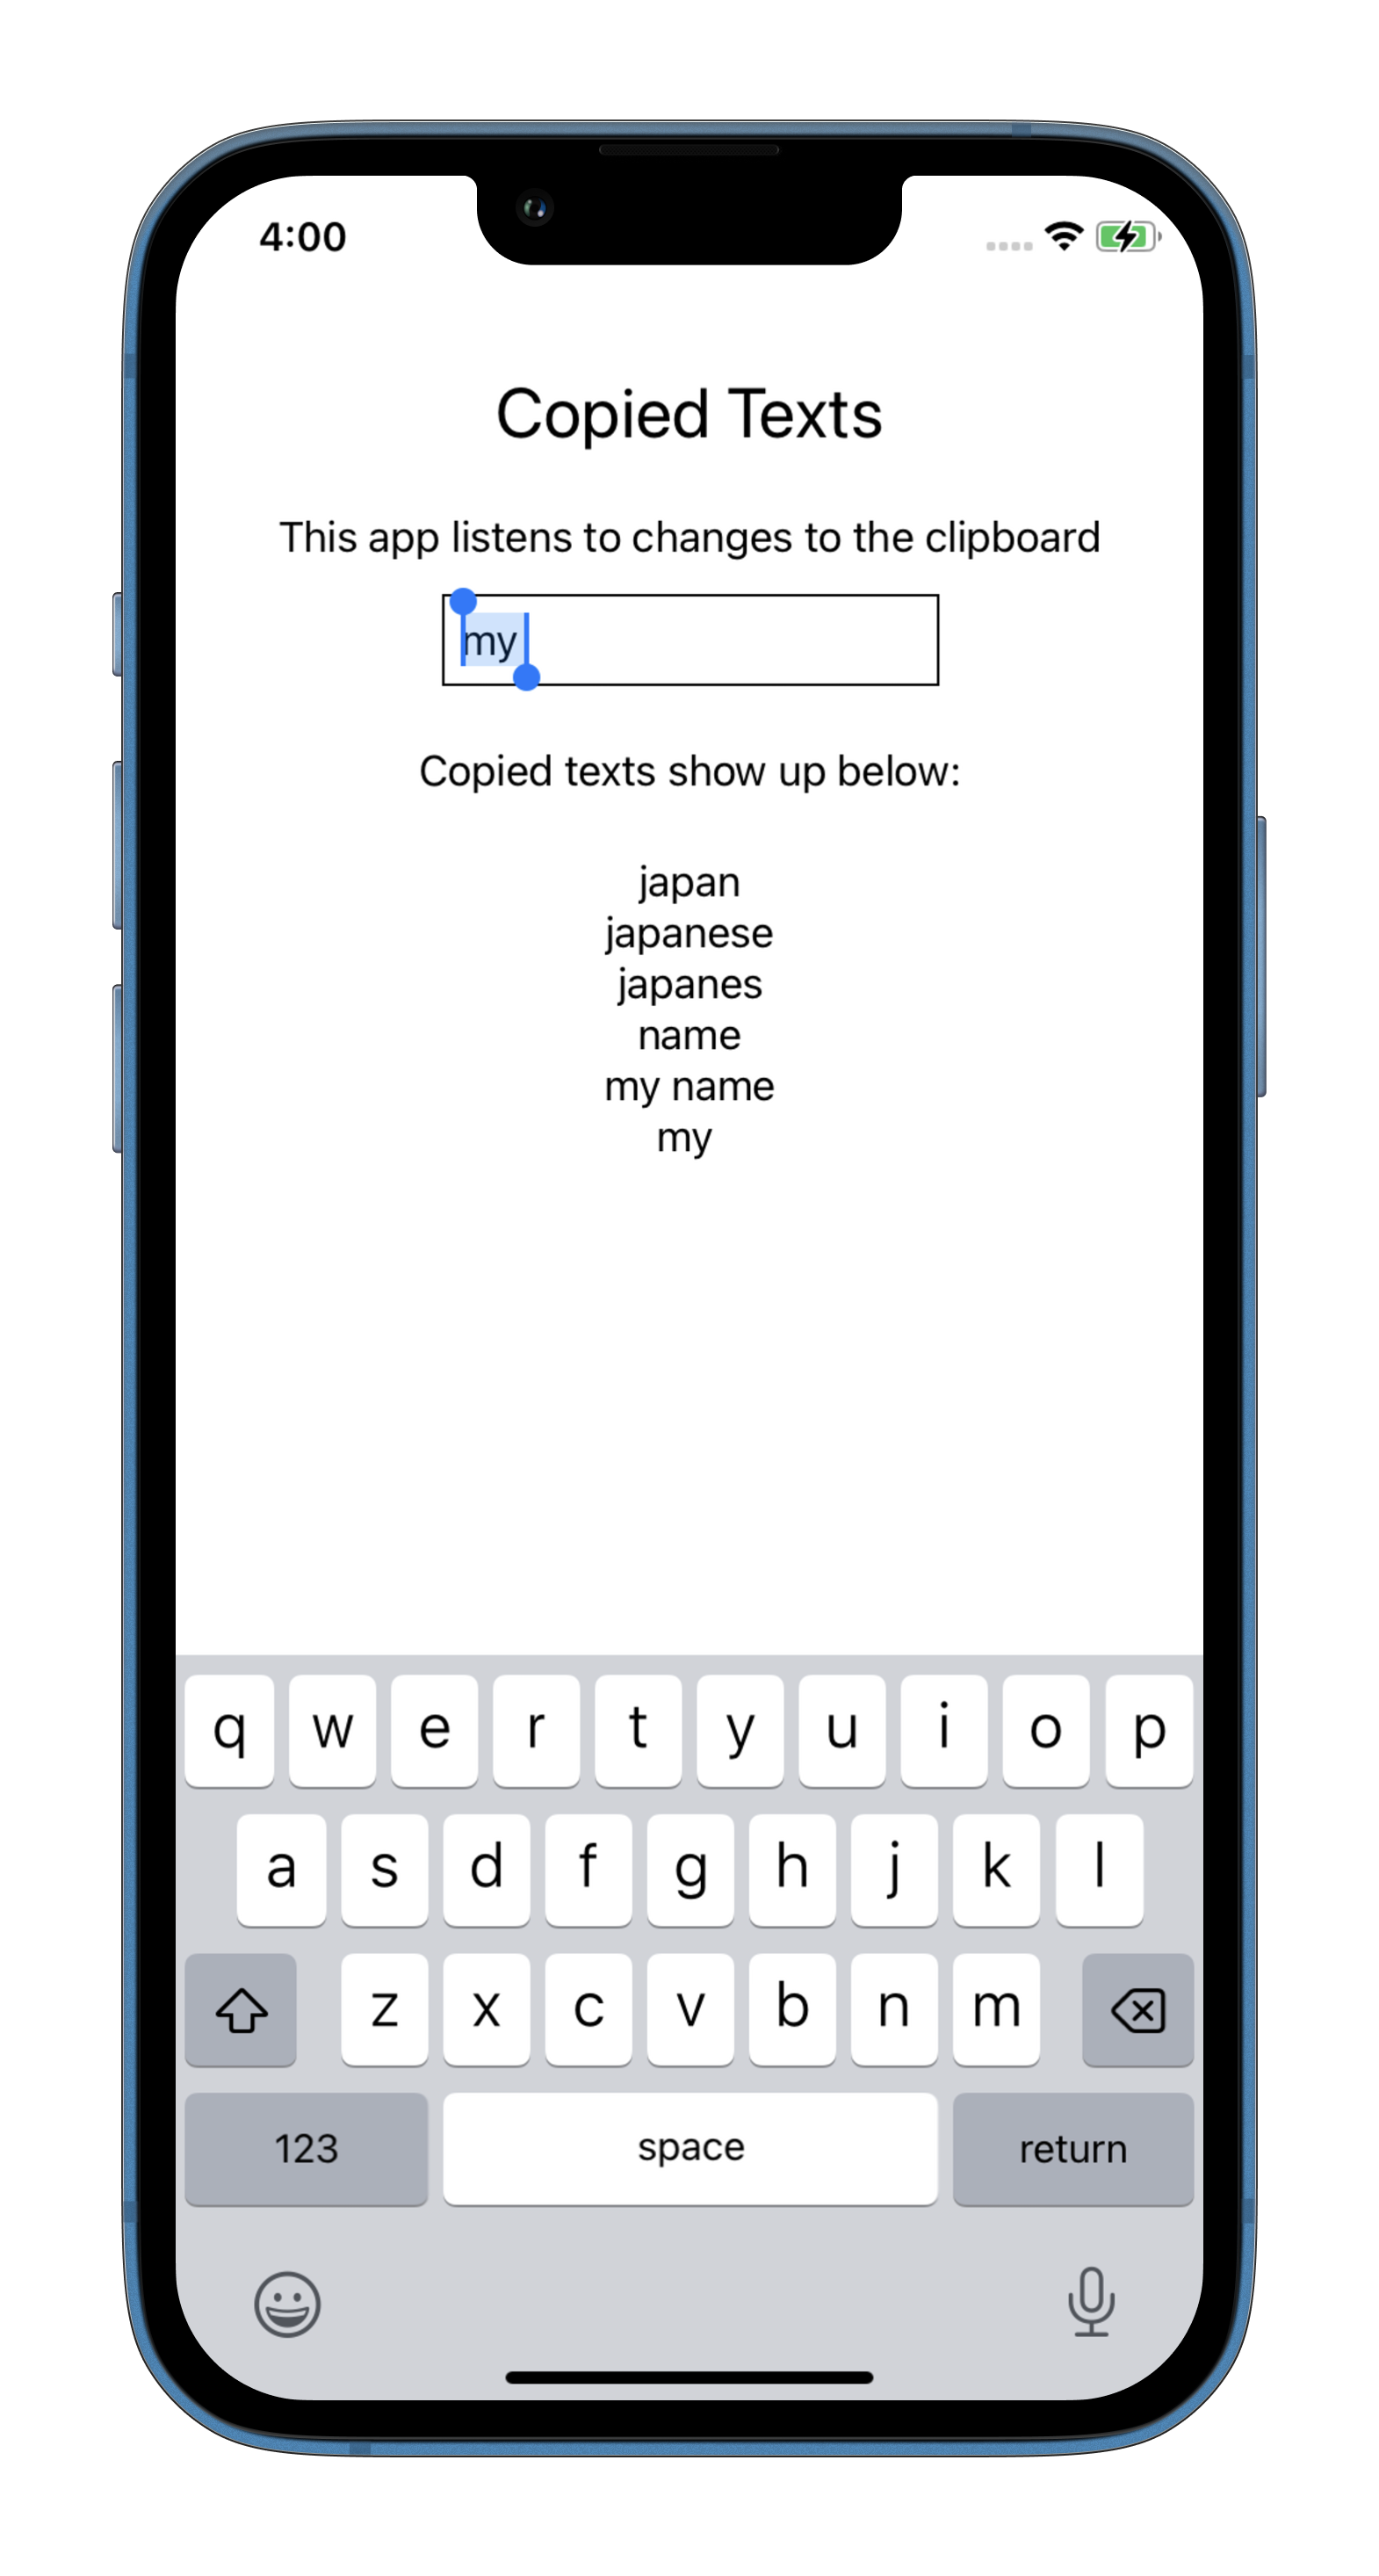 4:00
Copied Texts
This app listens to changes to the clipboard
my
Copied texts show up below:
japan
japanese
japanes
name
my name
my
q w e r t y u i o p
a s d f g h j k l
z x c v b n m
123 space return